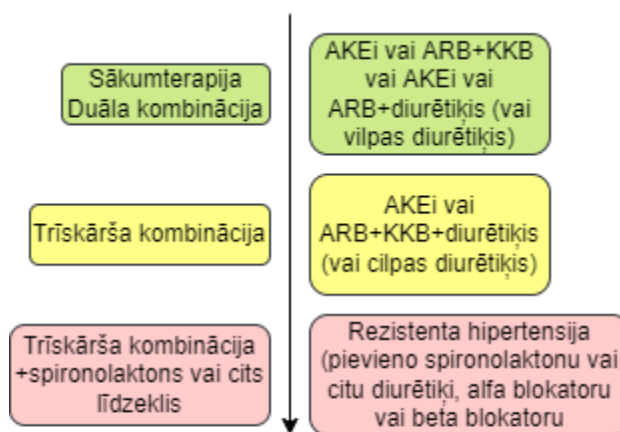 Sākumterapija
Duāla kombinācija
AKEi vai ARB+KKB
vai AKEi vai
ARB+diurētiķis (vai
vilpas diurētiķis)
Trīskārša kombinācija
AKEi vai
ARB+KKB+diurētiķis
(vai cilpas diurētiķis)
Trīskārša kombinācija
+spironolaktons vai cits
līdzeklis
Rezistenta hipertensija
(pievieno spironolaktonu vai
citu diurētiķi, alfa blokatoru
vai beta blokatoru